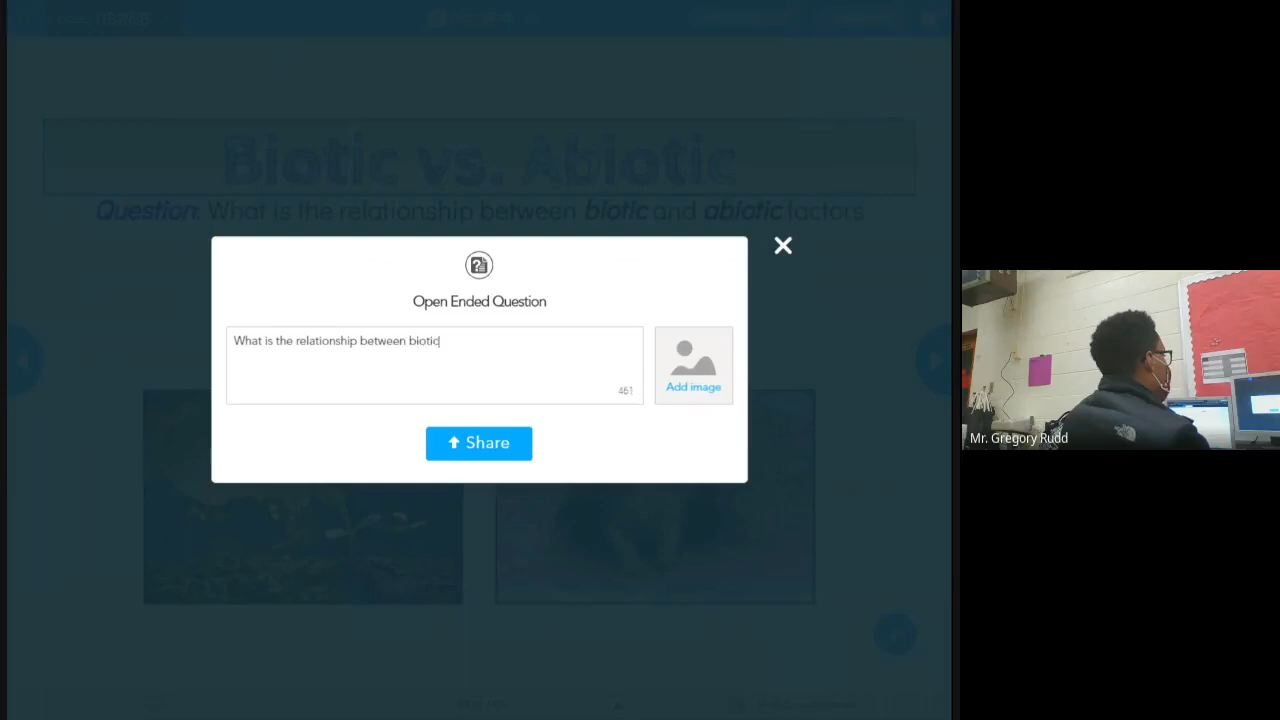 Biotic vs. Abiotic
Question: What is the relationship between biotic and abiotic factors
Open Ended Question
What is the relationship between biotic
461
Add image
Share
Mr. Gregory Rudd